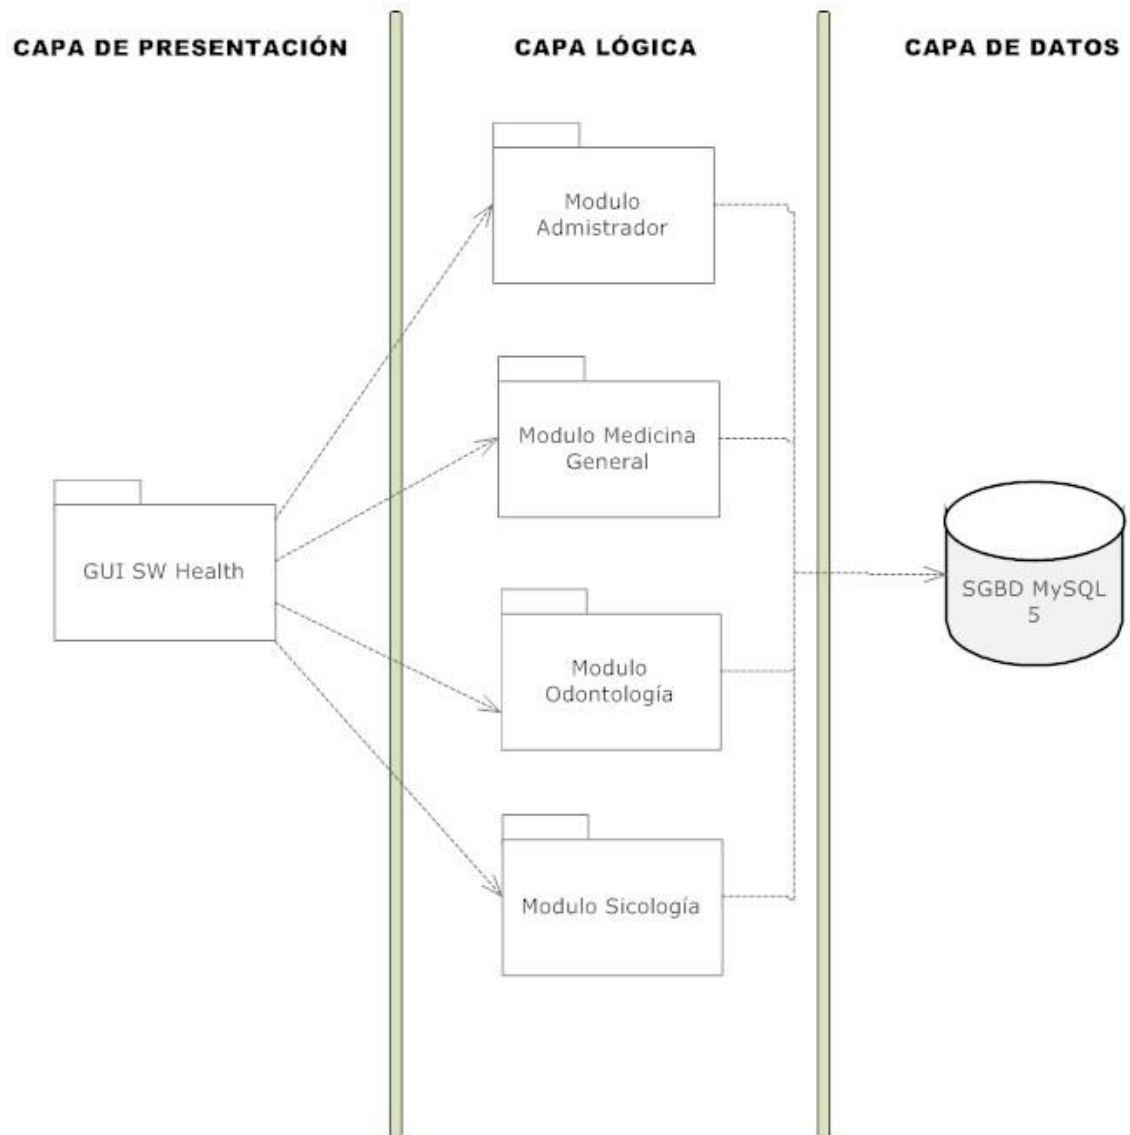 CAPA DE PRESENTACIÓN
CAPA LÓGICA
CAPA DE DATOS
Modulo
Admistrador
Modulo Medicina
General
GUI SW Health
SGBD MySQL
5
Modulo
Odontología
Modulo Sicología